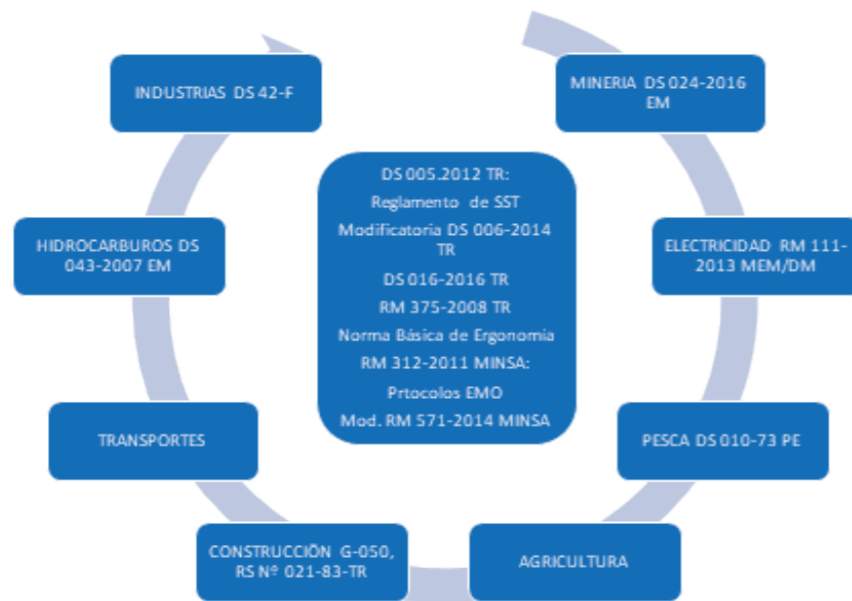 INDUSTRIAS DS 42-F
MINERIA DS 024-2016
EM
DS 005.2012 TR:
Reglamento de SST
Modificatoria DS 006-2014
TR
DS 016-2016 TR
RM 375-2008 TR
Norma Básica de Ergonomia
RM 312-2011 MINSA:
Prtocolos EMO
Mod. RM 571-2014 MINSA
HIDROCARBUROS DS
043-2007 EM
ELECTRICIDAD RM 111-
2013 MEM/DM
TRANSPORTES
PESCA DS 010-73 PE
CONSTRUCCIÖN G-050,
RS Nº 021-83-TR
AGRICULTURA